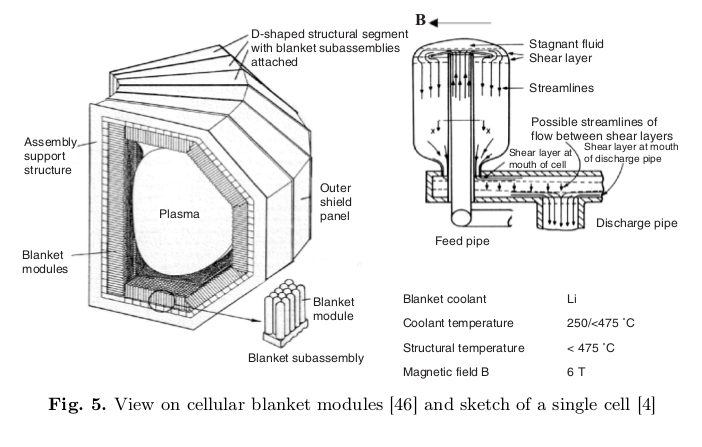 D-shaped structural segment
with blanket subassemblies
attached
Assembly
support
structure
Plasma
Outer
shield
panel
Blanket
modules
Blanket
module
Blanket subassembly
B
Stagnant fluid
Shear layer
Streamlines
Possible streamlines of
flow between shear layers
Shear layer at mouth
of discharge pipe
x
x
Shear layer at
mouth of cell
Discharge pipe
Feed pipe
Blanket coolant Li
Coolant temperature 250/<475 ˚C
Structural temperature < 475 ˚C
Magnetic field B 6 T
Fig. 5. View on cellular blanket modules [46] and sketch of a single cell [4]